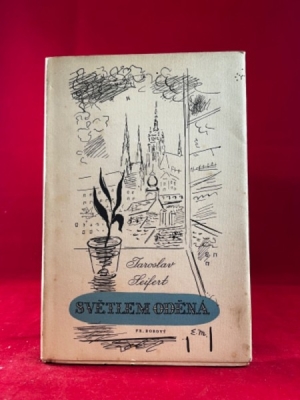 Jaroslav
Seifert
SVĚTLEM ODĚNÁ
FR. BOROVÝ
E. M.